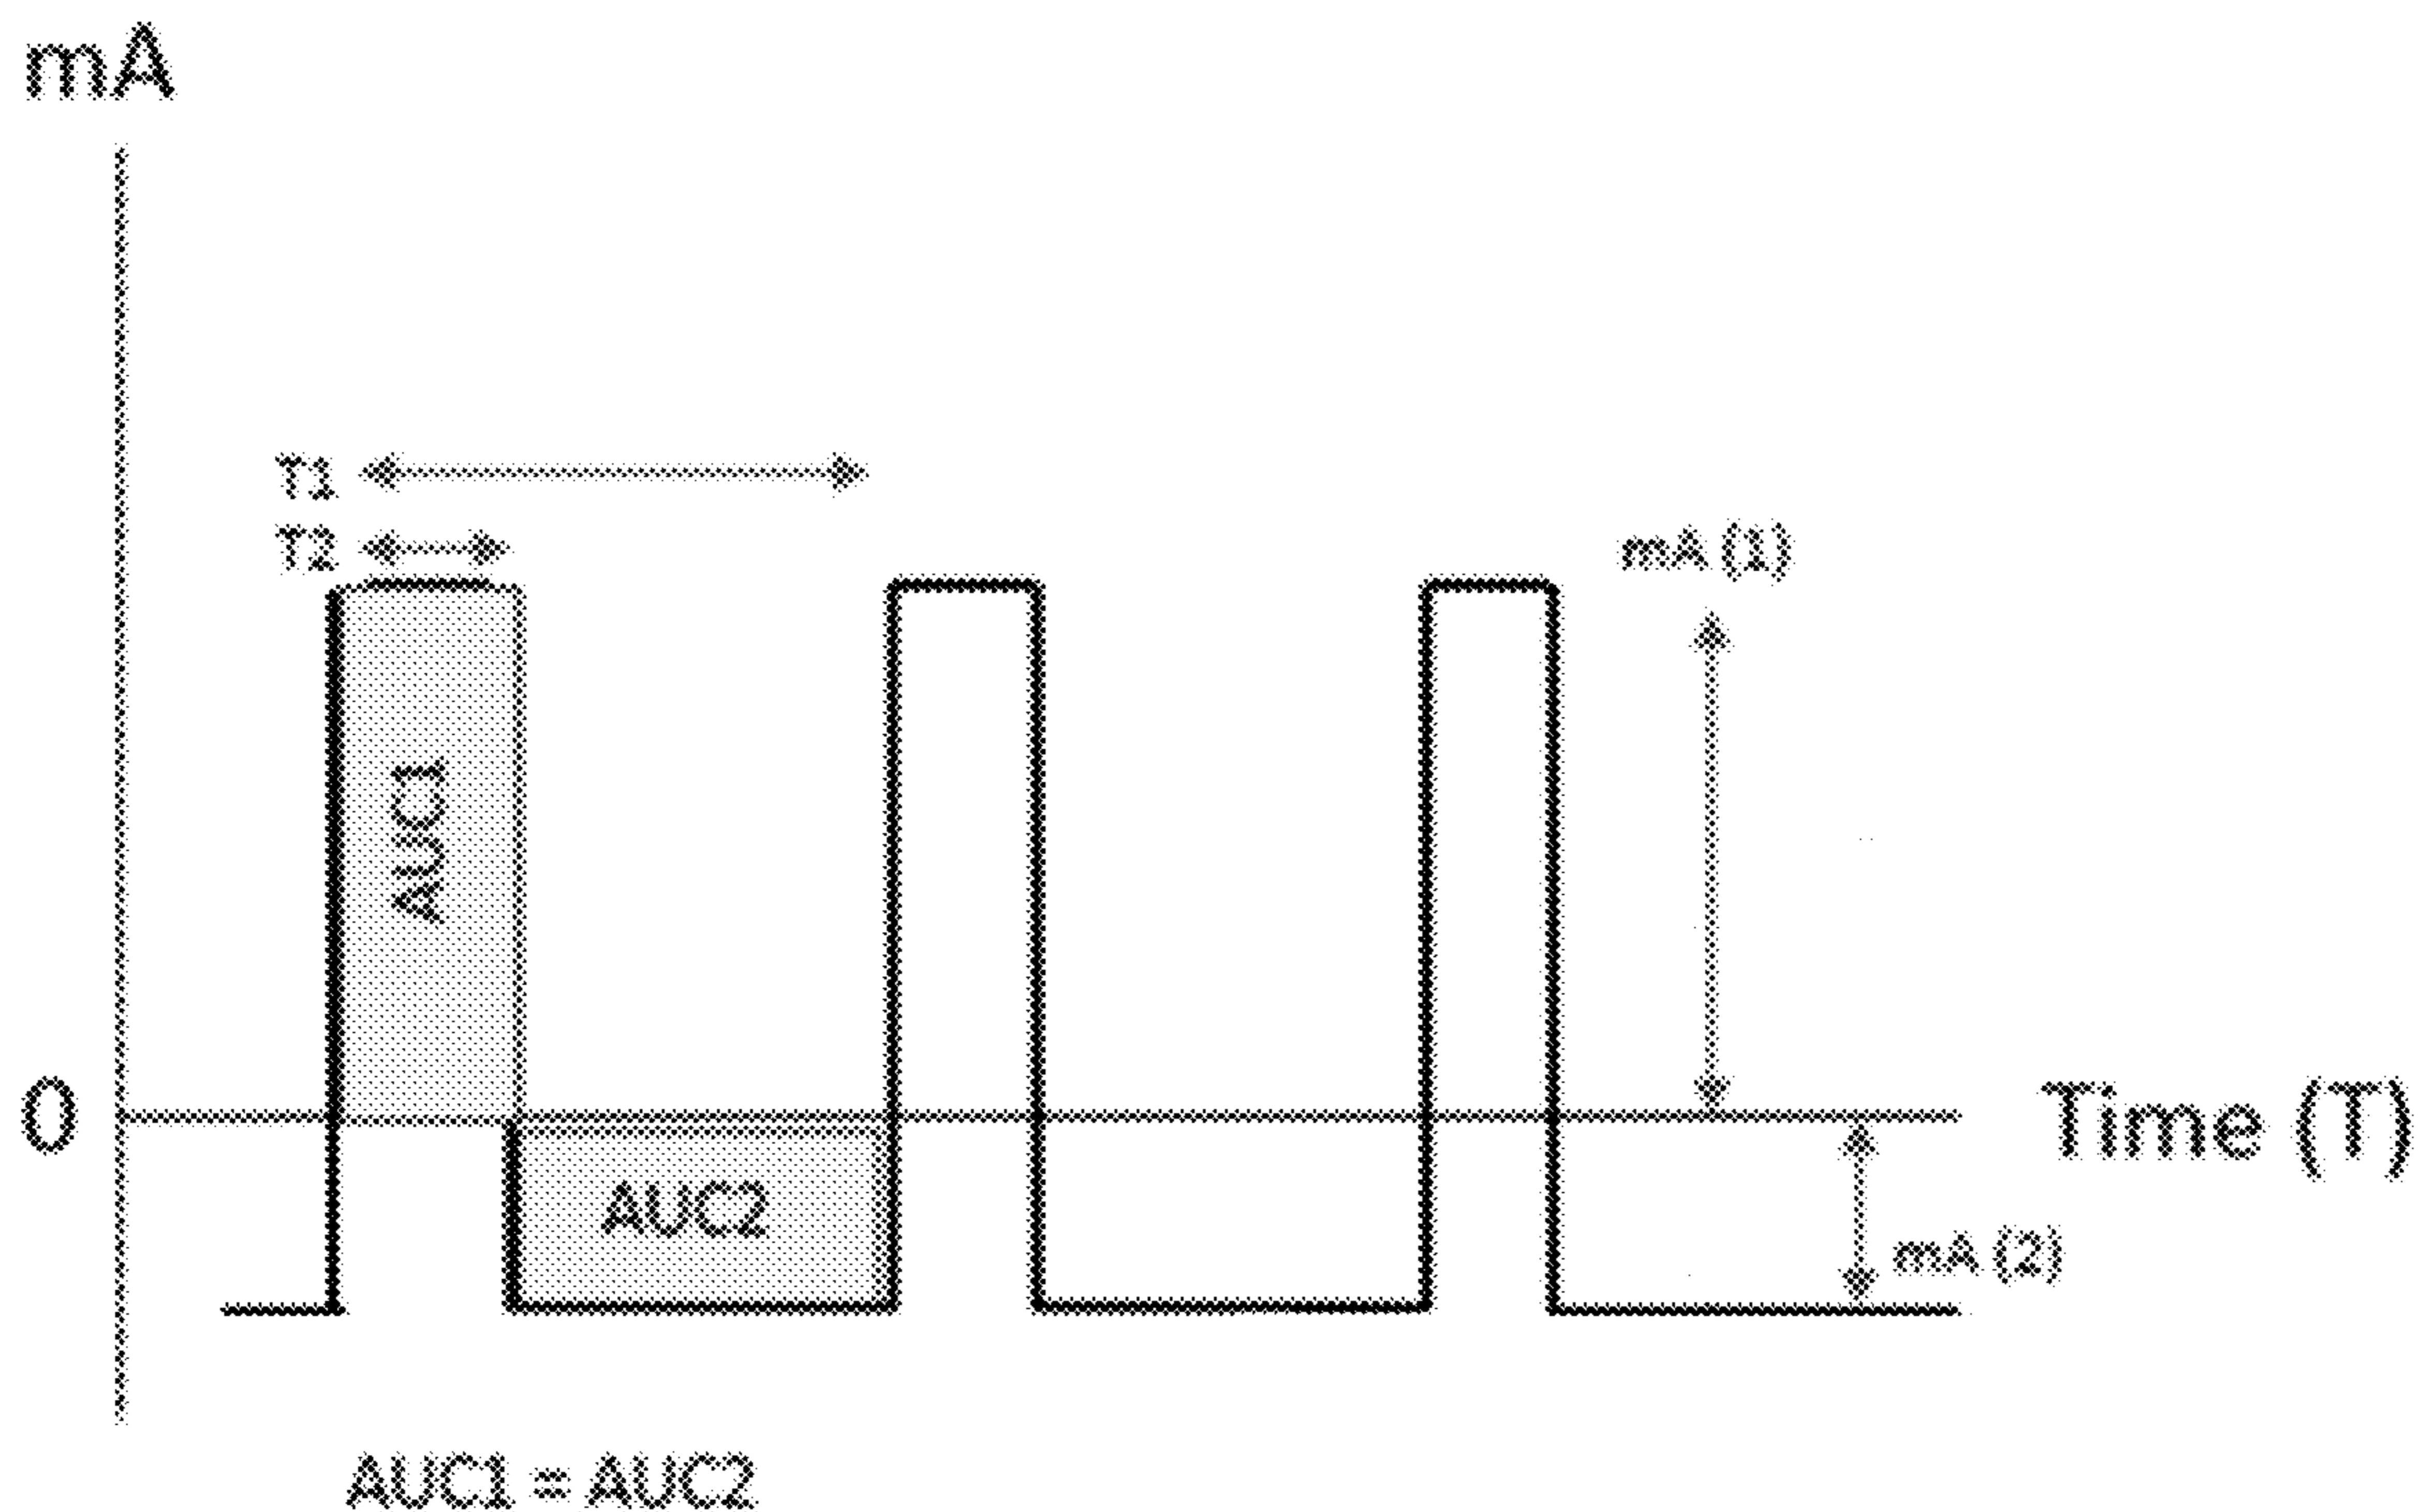 mA
T1
T2
mA (1)
AUC1
0
Time (T)
AUC2
mA (2)
AUC1 = AUC2